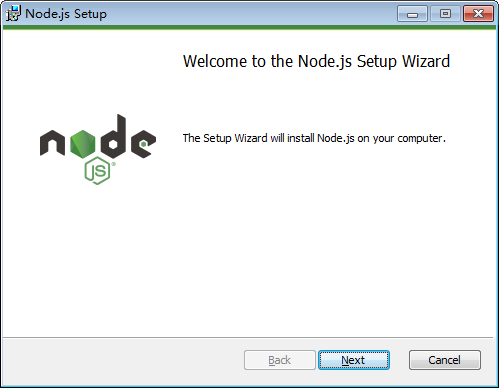 Node.js Setup
Welcome to the Node.js Setup Wizard
node
JS
The Setup Wizard will install Node.js on your computer.
Back
Next
Cancel